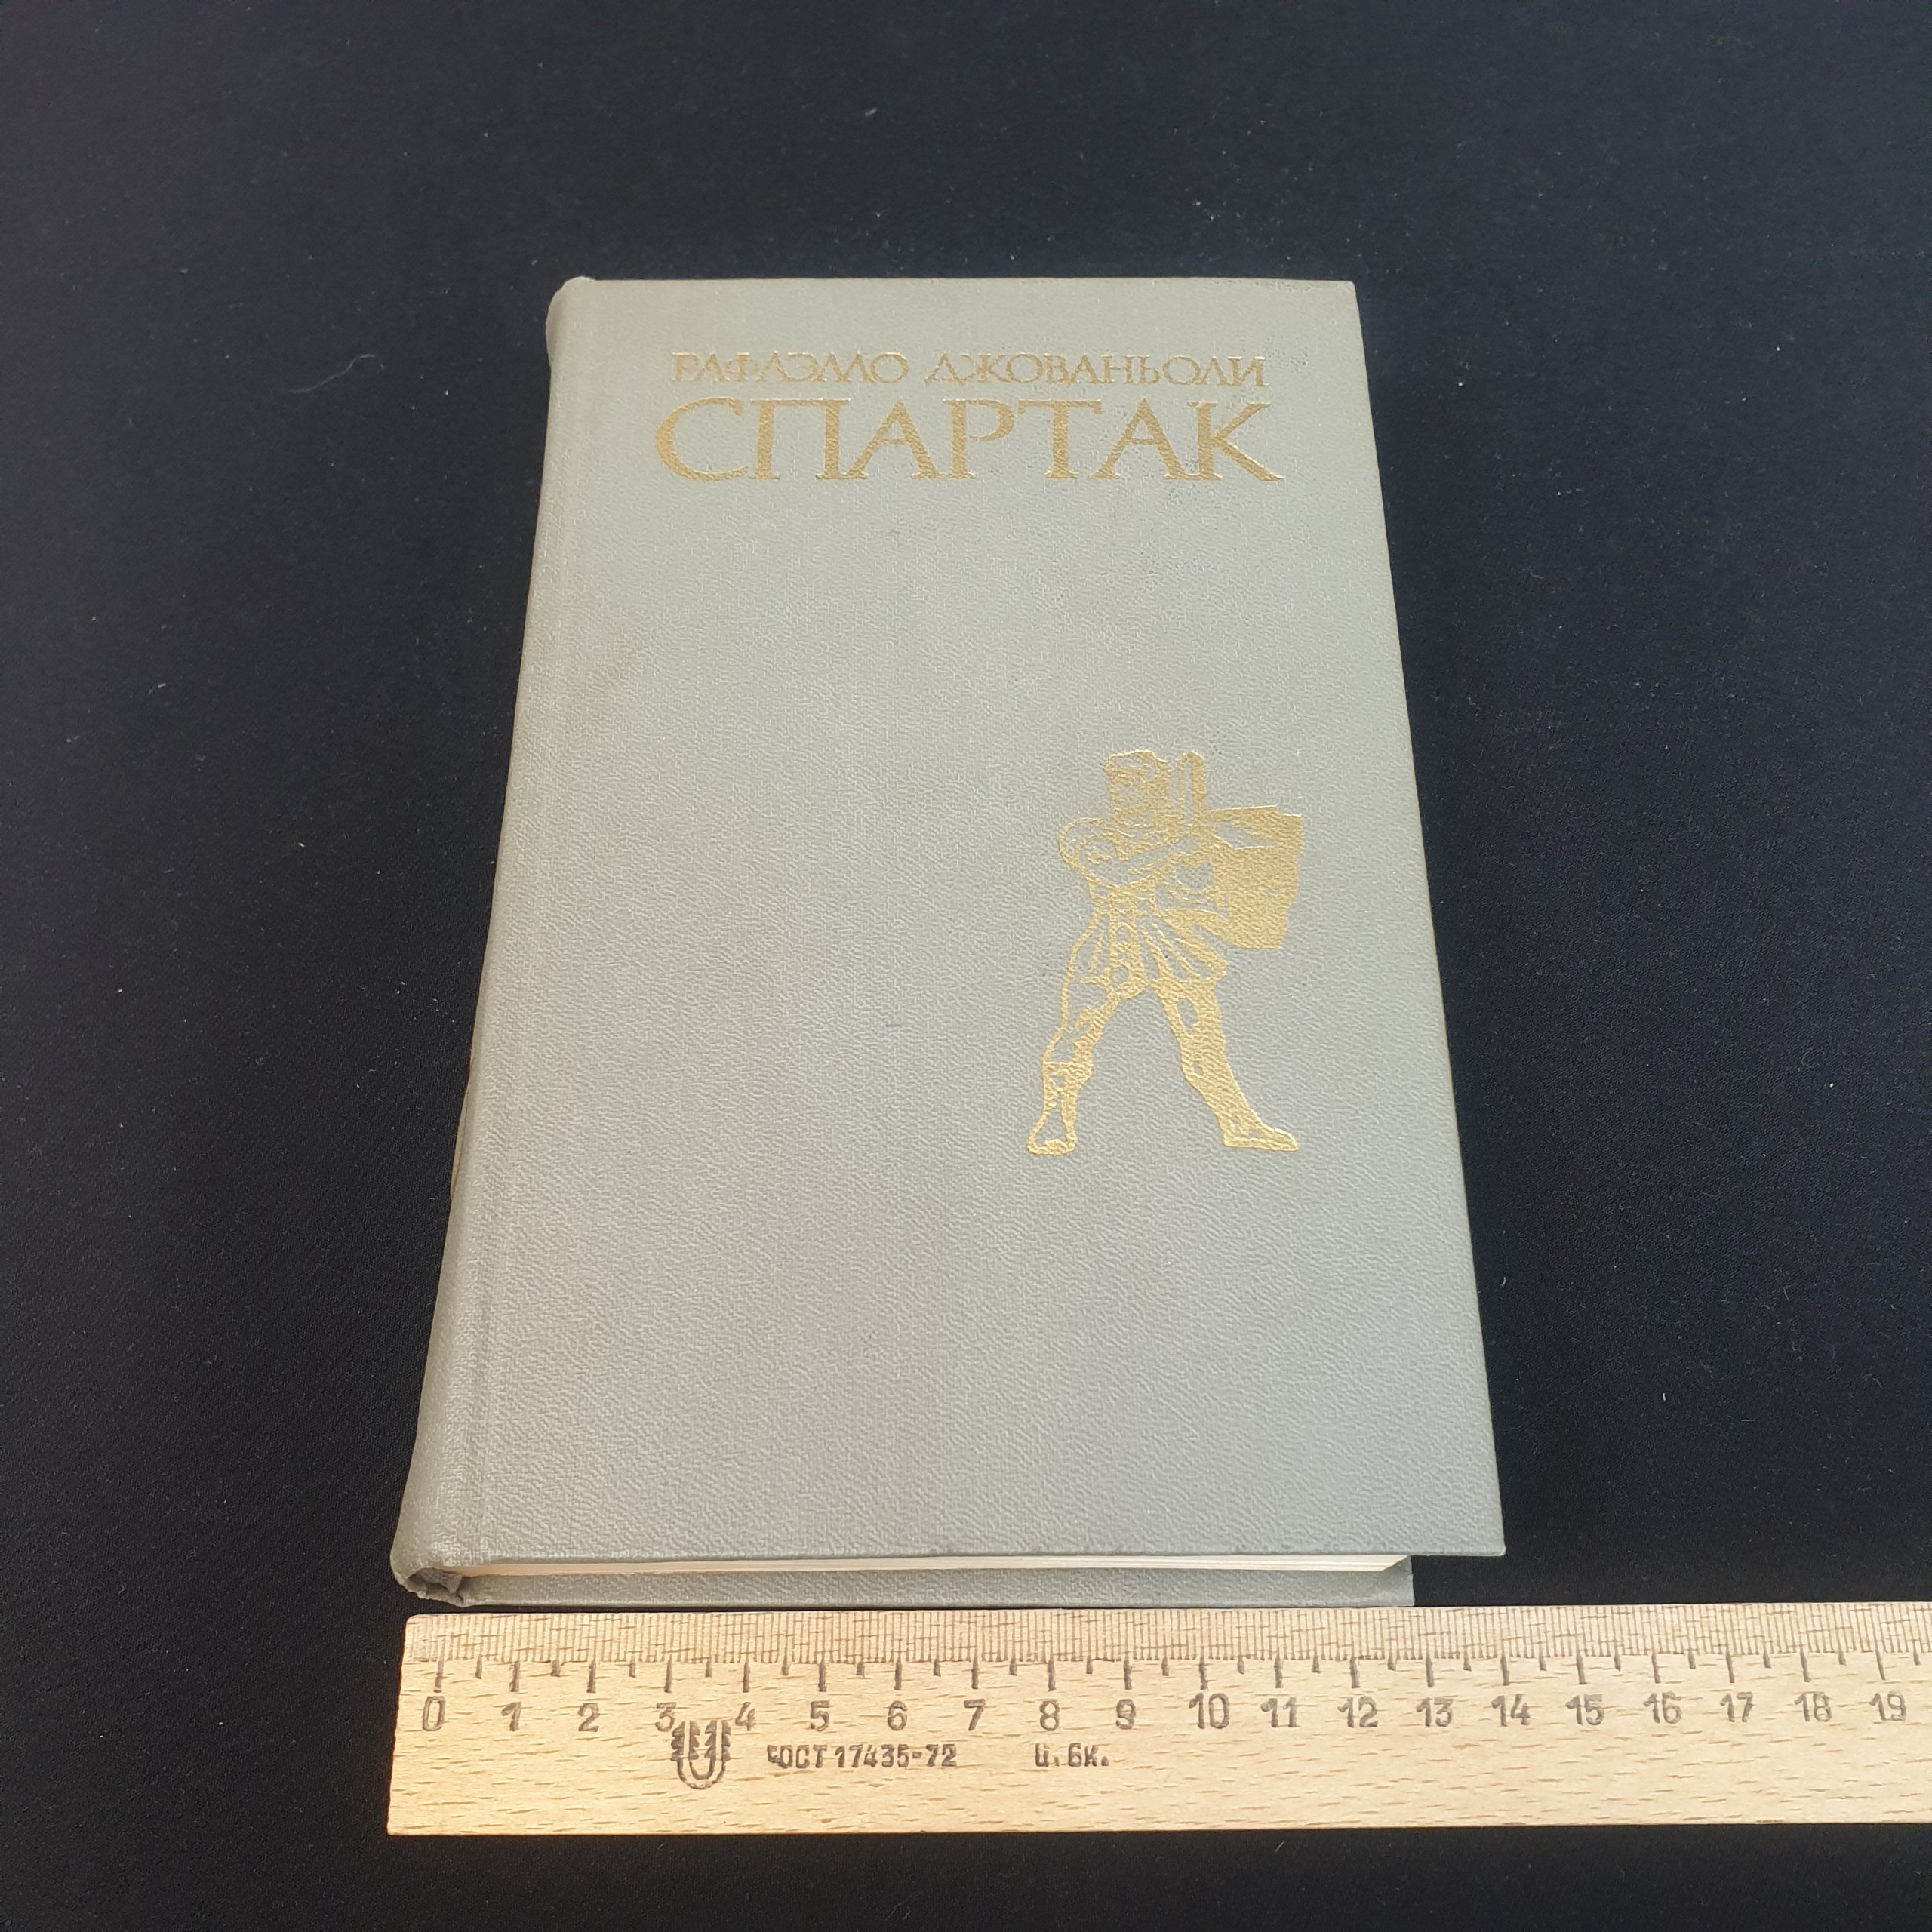 РАФАЭЛЛО ДЖОВАНЬОЛИ
СПАРТАК
0 1 2 3 4 5 6 7 8 9 10 11 12 13 14 15 16 17 18 19
ГОСТ 17435-72 Ц. 6к.